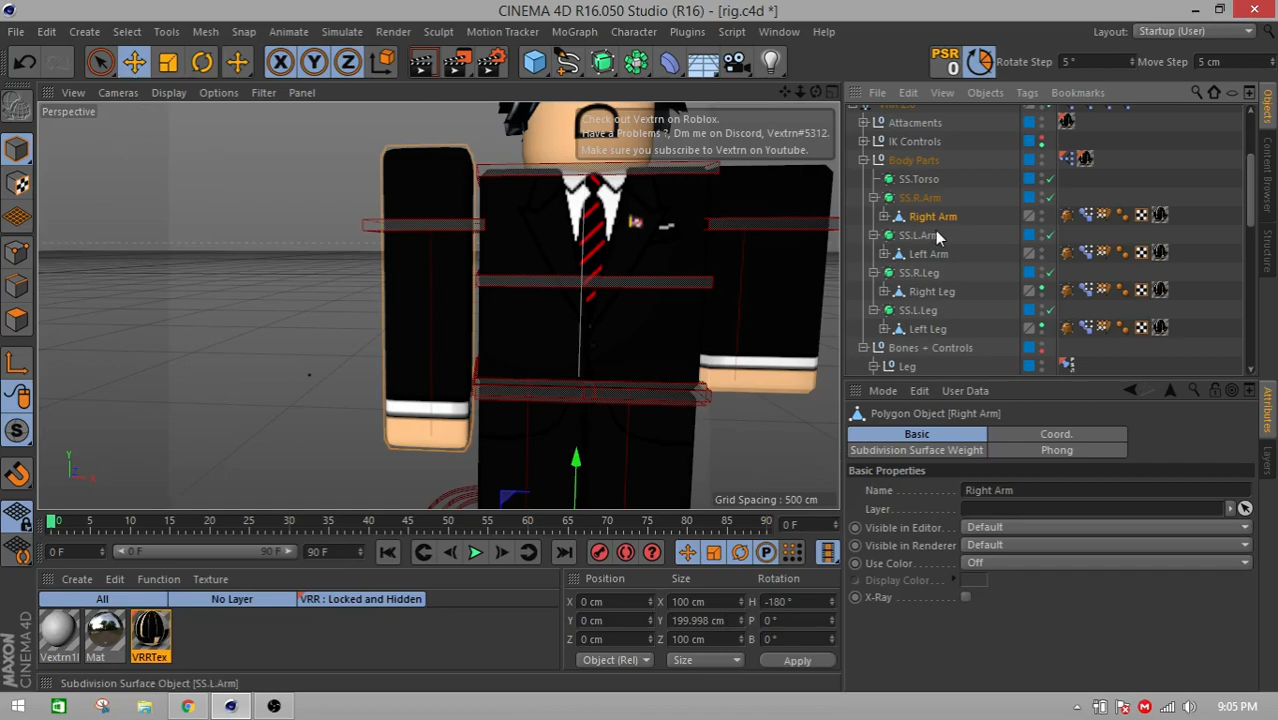 CINEMA 4D R16.050 Studio (R16) - [rig.c4d *]
File Edit Create Select Tools Mesh Snap Animate Simulate Render Sculpt Motion Tracker MoGraph Character Plugins Script Window Help Layout: Startup (User)
PSR 0 Rotate Step 5 ° Move Step 5 cm
View Cameras Display Options Filter Panel
File Edit View Objects Tags Bookmarks
Perspective
Check out Vextrn on Roblox.
Have a Problems ?, Dm me on Discord, Vextrn#5312.
Make sure you subscribe to Vextrn on Youtube.
Attacments
IK Controls
Body Parts
SS.Torso
SS.R.Arm
Right Arm
SS.L.Arm
Left Arm
SS.R.Leg
Right Leg
SS.L.Leg
Left Leg
Bones + Controls
Leg
Objects
Structure
Mode Edit User Data
Polygon Object [Right Arm]
Basic Coord.
Subdivision Surface Weight Phong
Basic Properties
Name Right Arm
Layer
Visible in Editor Default
Visible in Renderer Default
Use Color Off
Display Color
X-Ray
Attributes
Layers
Y
X
Z
Grid Spacing : 500 cm
0 5 10 15 20 25 30 35 40 45 50 55 60 65 70 75 80 85 90 0 F
0 F 0 F 90 F 90 F
Create Edit Function Texture
All No Layer VRR : Locked and Hidden
Mat VRRTex
Position Size Rotation
X 0 cm X 100 cm H -180 °
Y 0 cm Y 199.998 cm P 0 °
Z 0 cm Z 100 cm B 0 °
Object (Rel) Size Apply
MAXON CINEMA 4D
Subdivision Surface Object [SS.L.Arm]
9:05 PM